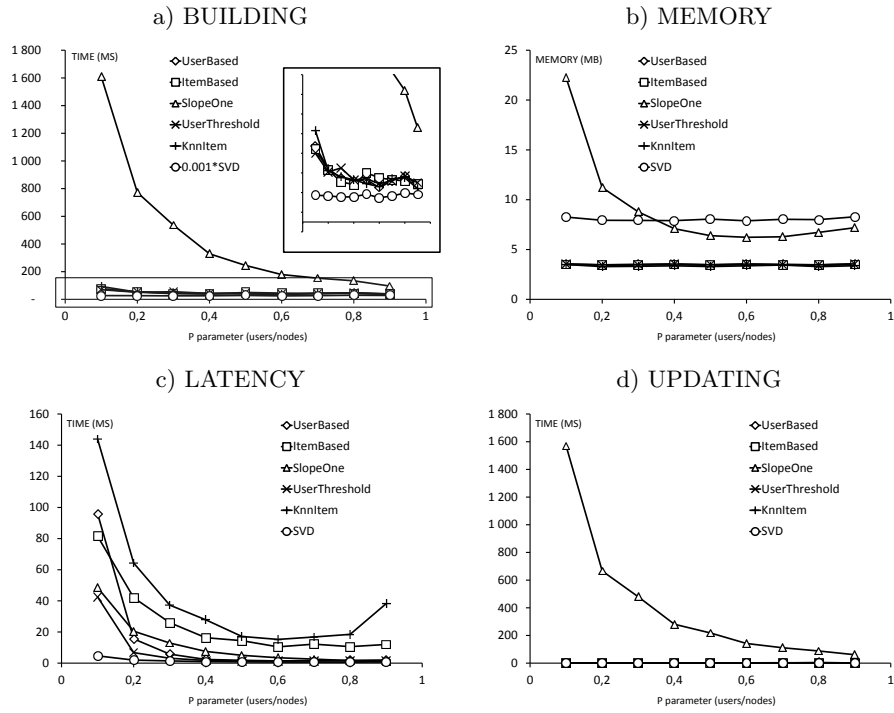 a) BUILDING
TIME (MS)
1 800
1 600
1 400
1 200
1 000
800
600
400
200
-
UserBased
ItemBased
SlopeOne
UserThreshold
KnnItem
0.001*SVD
0
0,2
0,4
0,6
0,8
1
P parameter (users/nodes)
b) MEMORY
MEMORY (MB)
25
20
15
10
5
0
UserBased
ItemBased
SlopeOne
UserThreshold
KnnItem
SVD
0
0,2
0,4
0,6
0,8
1
P parameter (users/nodes)
c) LATENCY
TIME (MS)
160
140
120
100
80
60
40
20
0
UserBased
ItemBased
SlopeOne
UserThreshold
KnnItem
SVD
0
0,2
0,4
0,6
0,8
1
P parameter (users/nodes)
d) UPDATING
TIME (MS)
1 800
1 600
1 400
1 200
1 000
800
600
400
200
0
UserBased
ItemBased
SlopeOne
UserThreshold
KnnItem
SVD
0
0,2
0,4
0,6
0,8
1
P parameter (users/nodes)